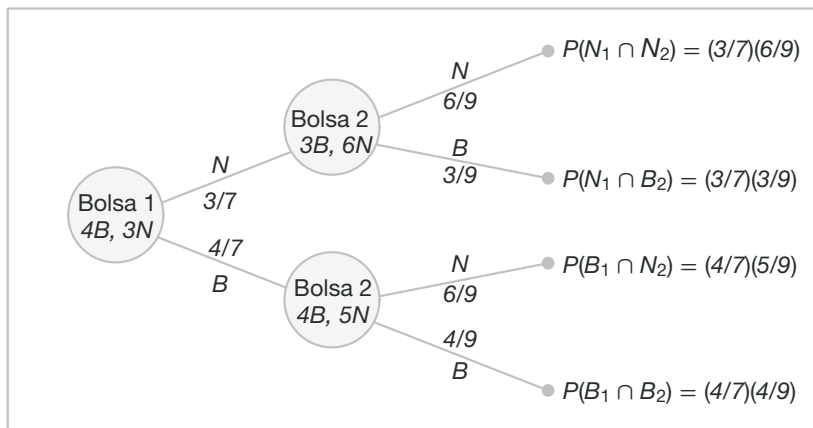 P(N₁ ∩ N₂) = (3/7)(6/9)
N
6/9
Bolsa 2
3B, 6N
B
3/9
P(N₁ ∩ B₂) = (3/7)(3/9)
N
3/7
Bolsa 1
4B, 3N
4/7
B
N
6/9
P(B₁ ∩ N₂) = (4/7)(5/9)
Bolsa 2
4B, 5N
4/9
B
P(B₁ ∩ B₂) = (4/7)(4/9)